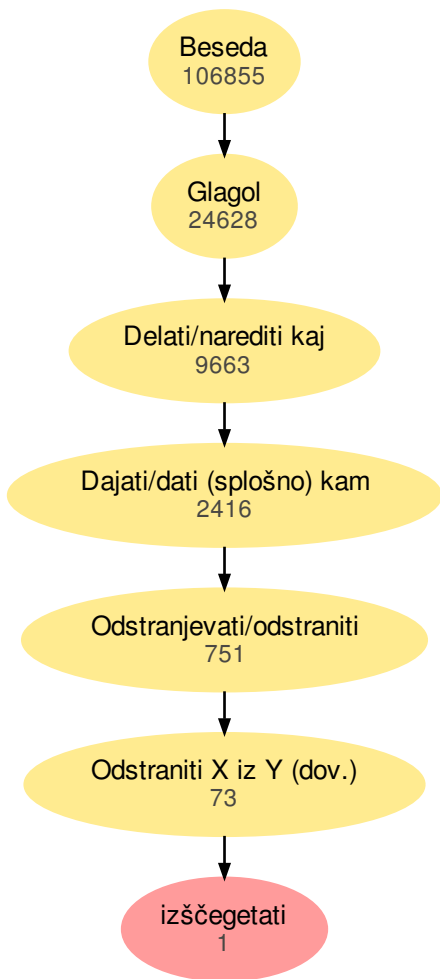 Beseda
106855
Glagol
24628
Delati/narediti kaj
9663
Dajati/dati (splošno) kam
2416
Odstranjevati/odstraniti
751
Odstraniti X iz Y (dov.)
73
izščegetati
1